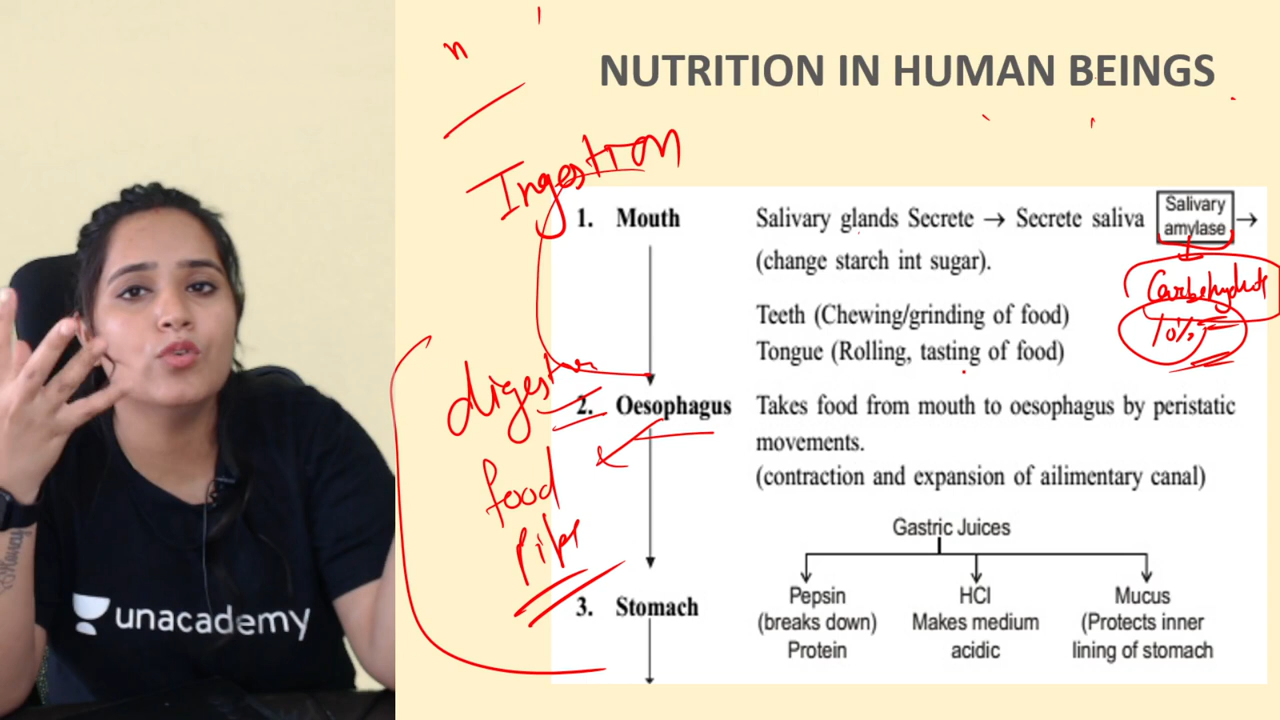 NUTRITION IN HUMAN BEINGS
n
Ingestion
1. Mouth
Salivary glands Secrete → Secrete saliva Salivary amylase →
(change starch int sugar).
Carbohydrate
10%
Teeth (Chewing/grinding of food)
Tongue (Rolling, tasting of food)
digestion
2. Oesophagus
Takes food from mouth to oesophagus by peristatic
movements.
(contraction and expansion of ailimentary canal)
food
pipe
3. Stomach
Gastric Juices
Pepsin
(breaks down)
Protein
HCl
Makes medium
acidic
Mucus
(Protects inner
lining of stomach
unacademy